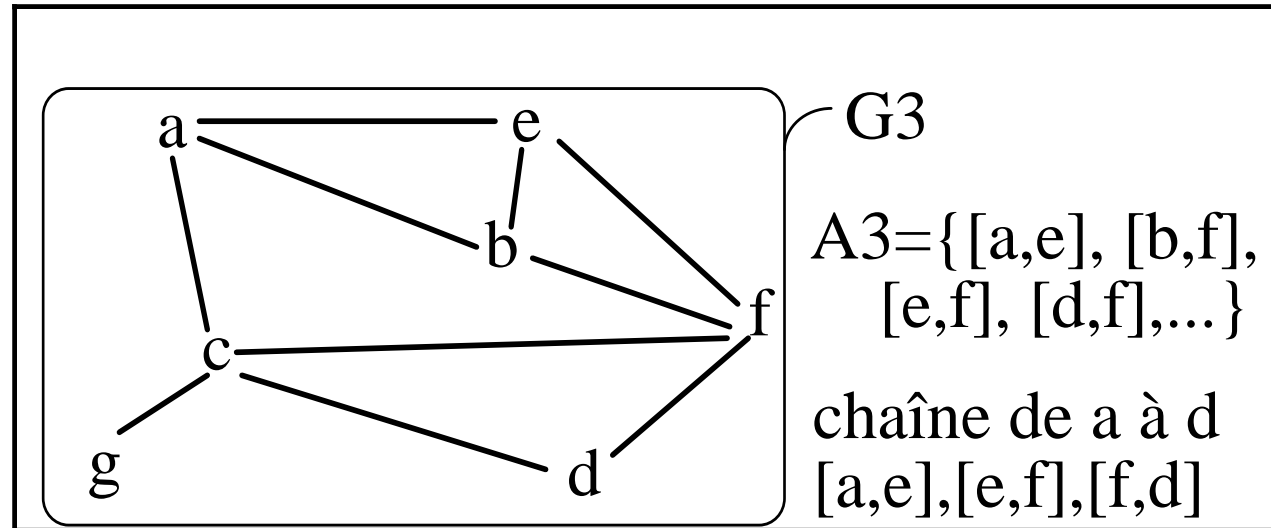 a
e
G3
b
A3={[a,e], [b,f],
[e,f], [d,f],...}
f
c
chaîne de a à d
g
d
[a,e],[e,f],[f,d]